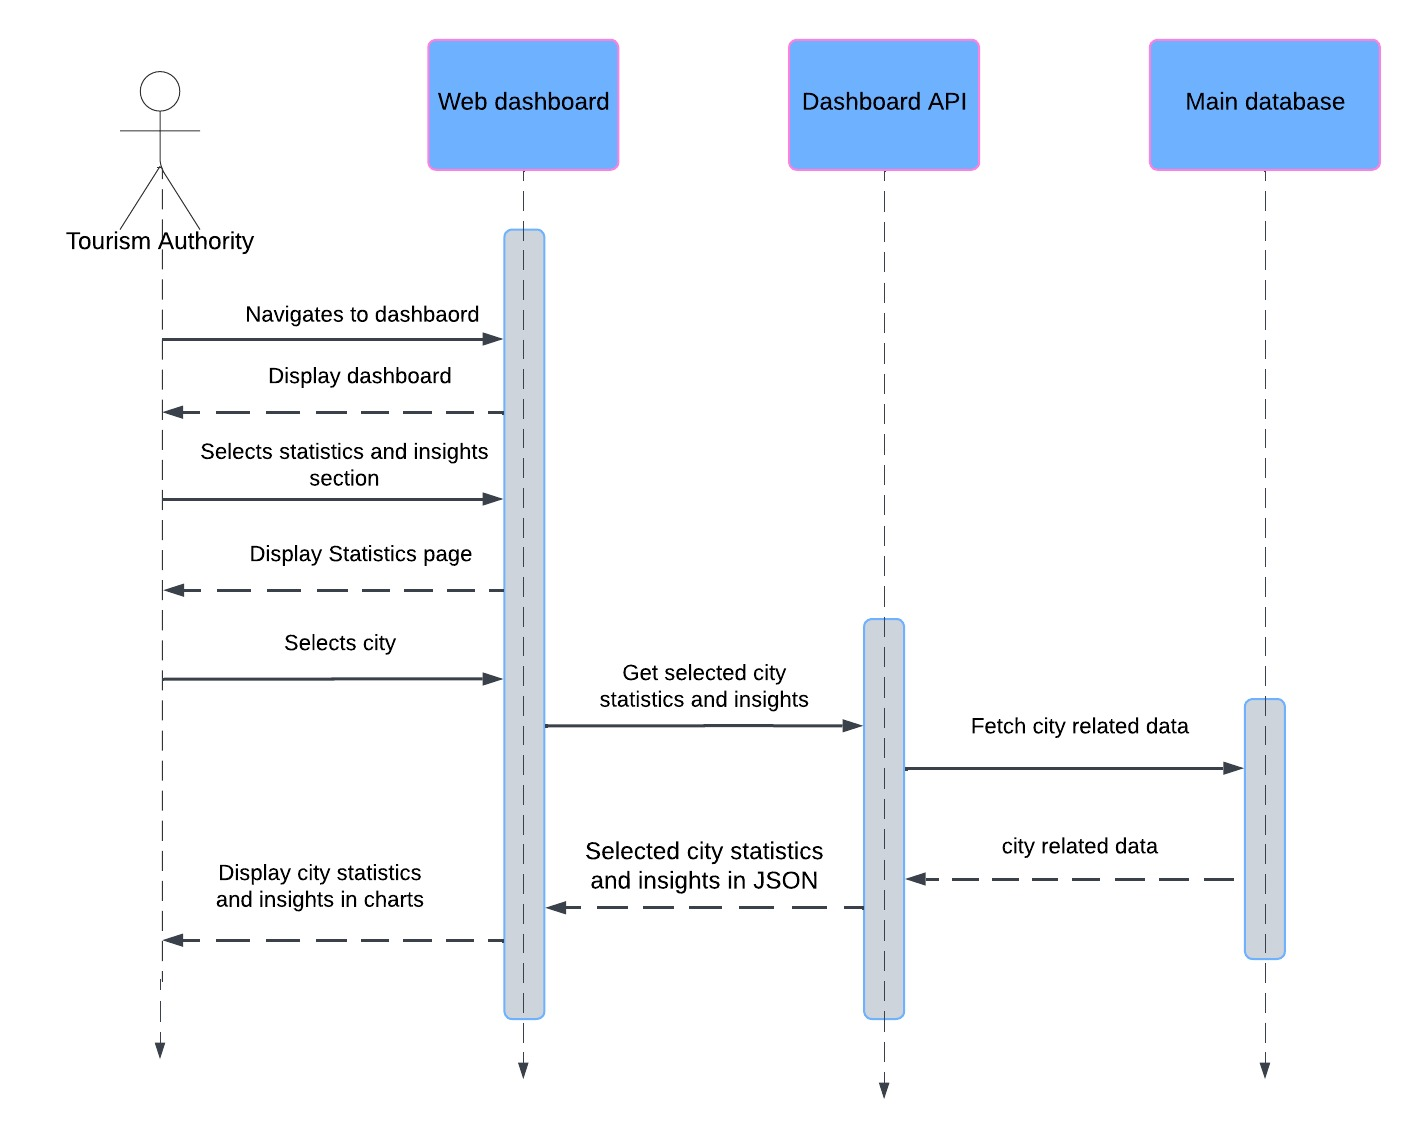 Web dashboard
Dashboard API
Main database
Tourism Authority
Navigates to dashbaord
Display dashboard
Selects statistics and insights
section
Display Statistics page
Selects city
Get selected city
statistics and insights
Fetch city related data
city related data
Selected city statistics
and insights in JSON
Display city statistics
and insights in charts